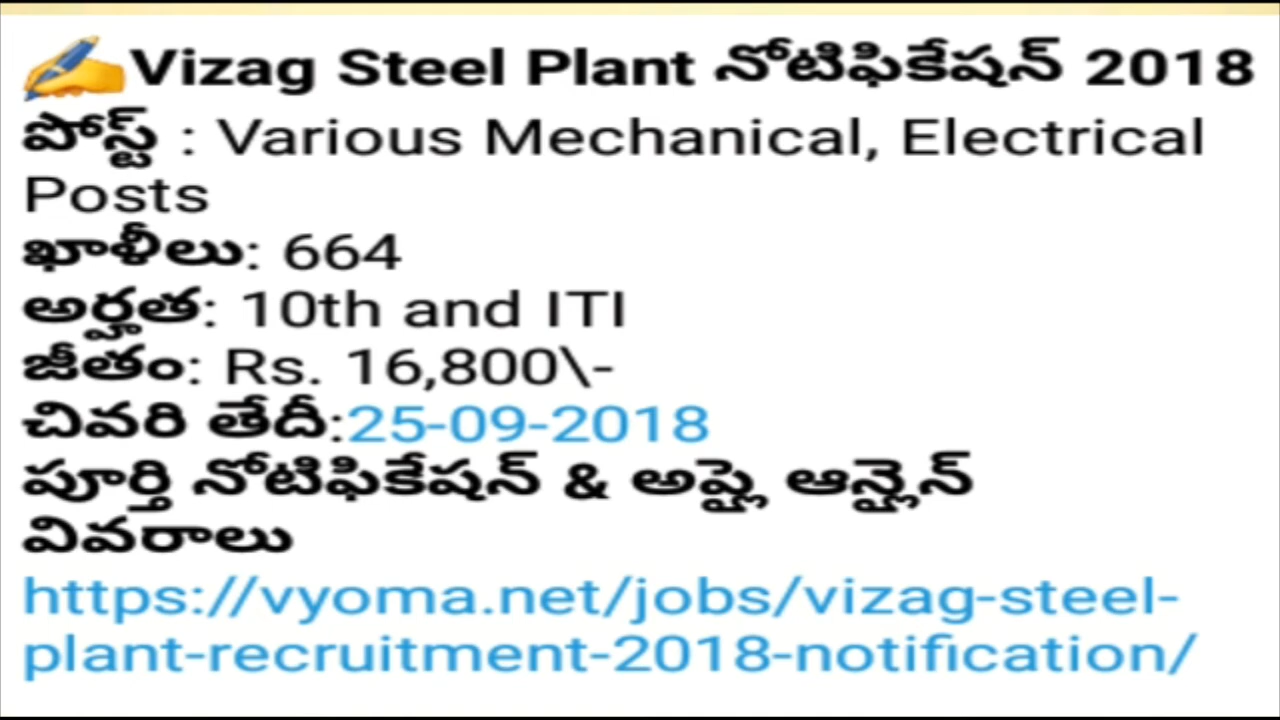 ✍Vizag Steel Plant నోటిఫికేషన్ 2018
పోస్ట్ : Various Mechanical, Electrical
Posts
ఖాళీలు: 664
అర్హత: 10th and ITI
జీతం: Rs. 16,800\-
చివరి తేదీ:25-09-2018
పూర్తి నోటిఫికేషన్ & అప్లై ఆన్లైన్
వివరాలు
https://vyoma.net/jobs/vizag-steel-
plant-recruitment-2018-notification/